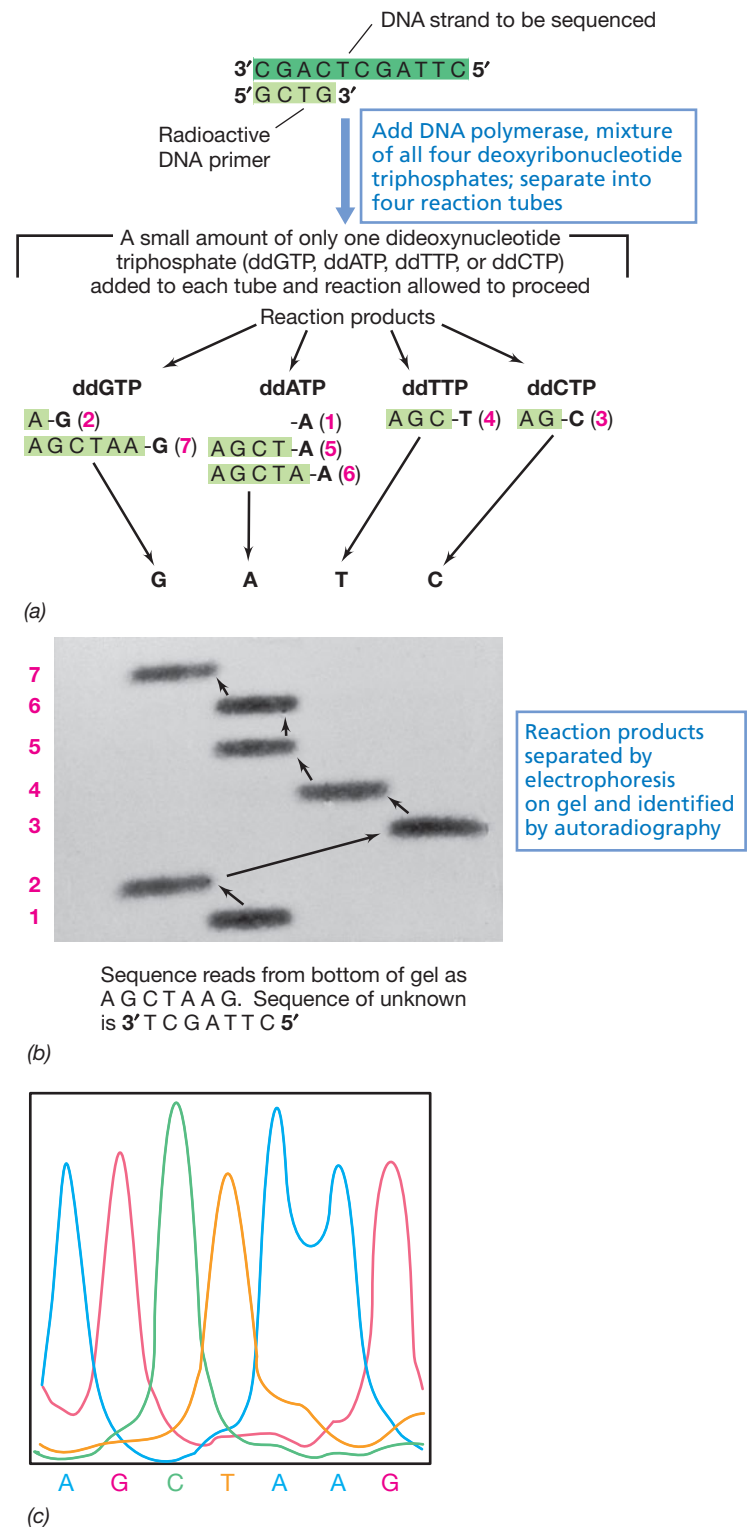 DNA strand to be sequenced
3′ C G A C T C G A T T C 5′
5′ G C T G 3′
Radioactive
DNA primer
Add DNA polymerase, mixture
of all four deoxyribonucleotide
triphosphates; separate into
four reaction tubes
A small amount of only one dideoxynucleotide
triphosphate (ddGTP, ddATP, ddTTP, or ddCTP)
added to each tube and reaction allowed to proceed
Reaction products
ddGTP ddATP ddTTP ddCTP
A -G (2)
A G C T A A -G (7)
-A (1)
A G C T -A (5)
A G C T A -A (6)
A G C -T (4)
A G -C (3)
G A T C
(a)
7
6
5
4
3
2
1
Reaction products
separated by
electrophoresis
on gel and identified
by autoradiography
Sequence reads from bottom of gel as
A G C T A A G. Sequence of unknown
is 3′ T C G A T T C 5′
(b)
A G C T A A G
(c)